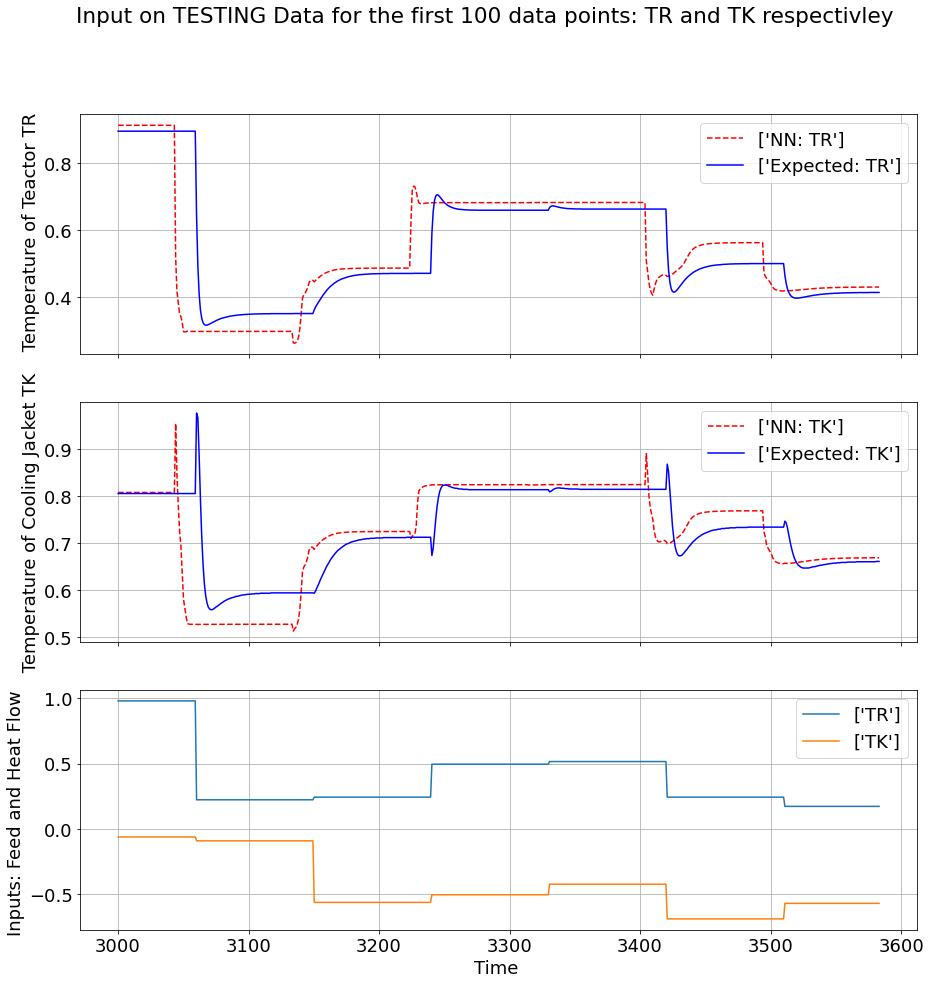 Input on TESTING Data for the first 100 data points: TR and TK respectivley
Temperature of Teactor TR
0.8
0.6
0.4
['NN: TR']
['Expected: TR']
Temperature of Cooling Jacket TK
0.9
0.8
0.7
0.6
0.5
['NN: TK']
['Expected: TK']
Inputs: Feed and Heat Flow
1.0
0.5
0.0
−0.5
['TR']
['TK']
3000 3100 3200 3300 3400 3500 3600
Time